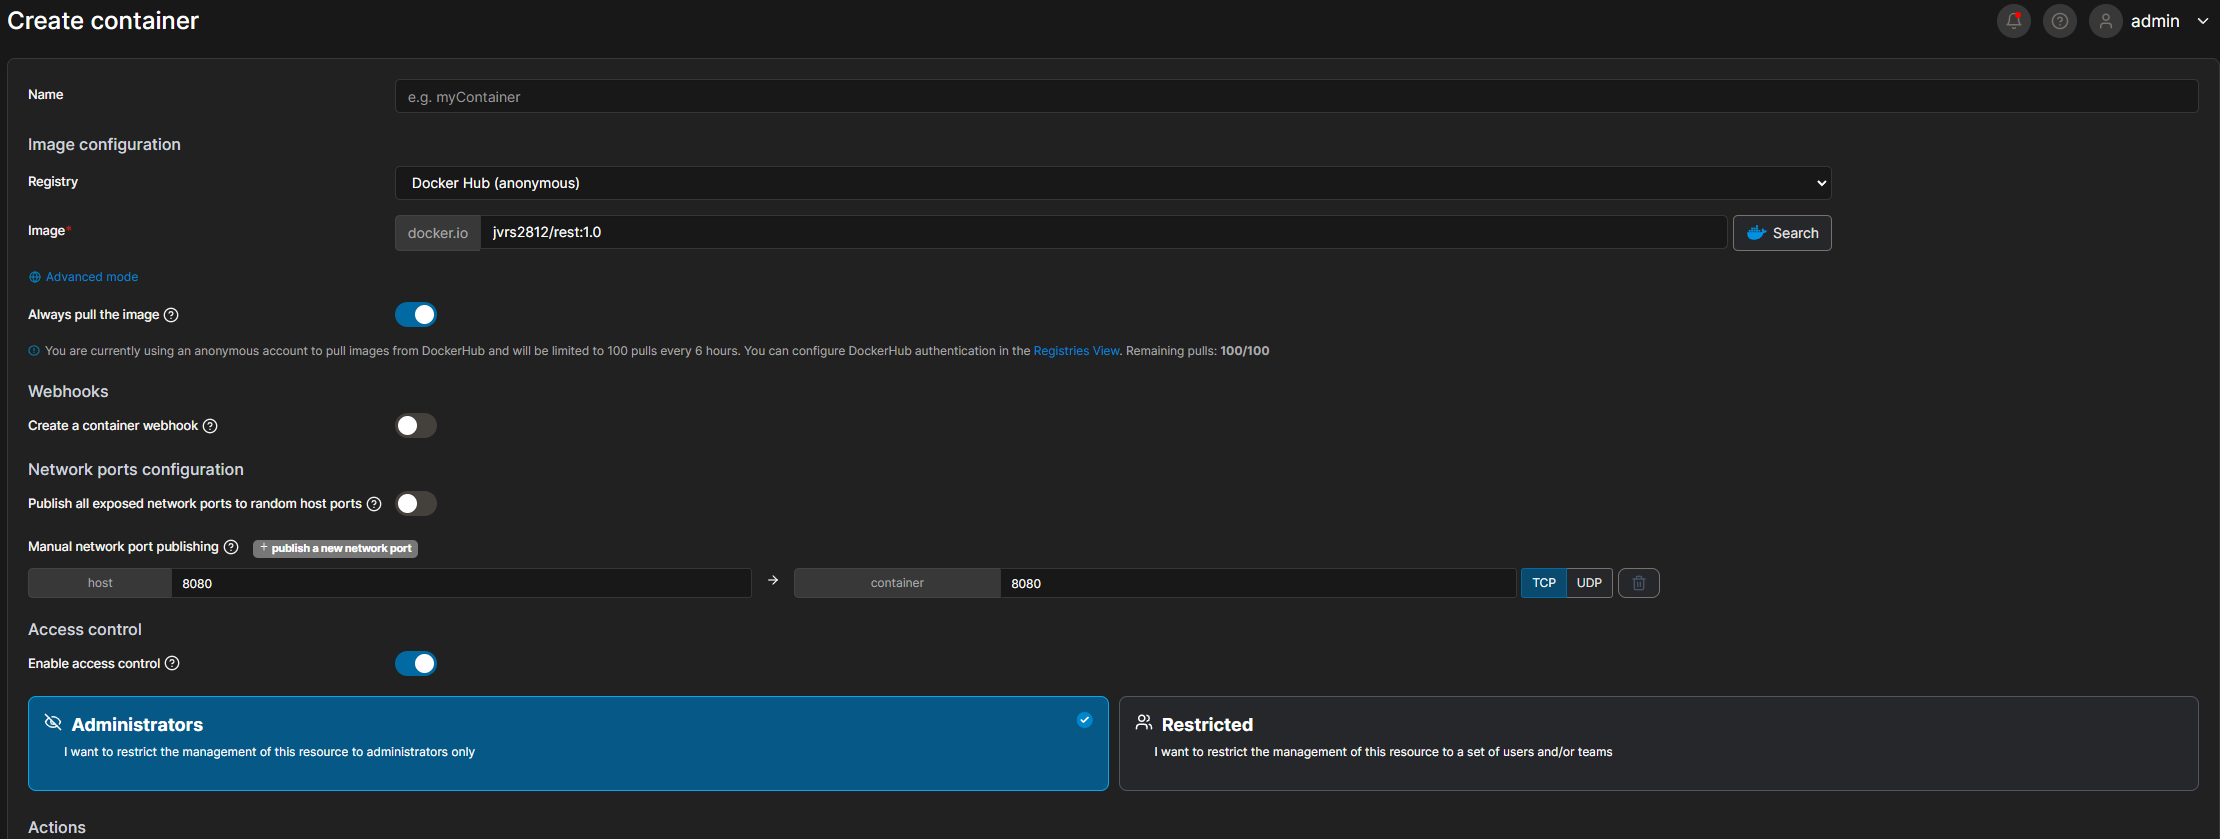 Create container
admin
Name
e.g. myContainer
Image configuration
Registry
Docker Hub (anonymous)
Image*
docker.io
jvrs2812/rest:1.0
Search
Advanced mode
Always pull the image
You are currently using an anonymous account to pull images from DockerHub and will be limited to 100 pulls every 6 hours. You can configure DockerHub authentication in the Registries View. Remaining pulls: 100/100
Webhooks
Create a container webhook
Network ports configuration
Publish all exposed network ports to random host ports
Manual network port publishing
+ publish a new network port
host
8080
→
container
8080
TCP
UDP
Access control
Enable access control
Administrators
I want to restrict the management of this resource to administrators only
Restricted
I want to restrict the management of this resource to a set of users and/or teams
Actions